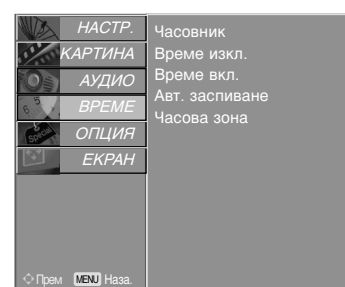 НАСТР.
КАРТИНА
АУДИО
ВРЕМЕ
ОПЦИЯ
ЕКРАН
Часовник
Време изкл.
Време вкл.
Авт. заспиване
Часова зона
Прем MENU Наза.